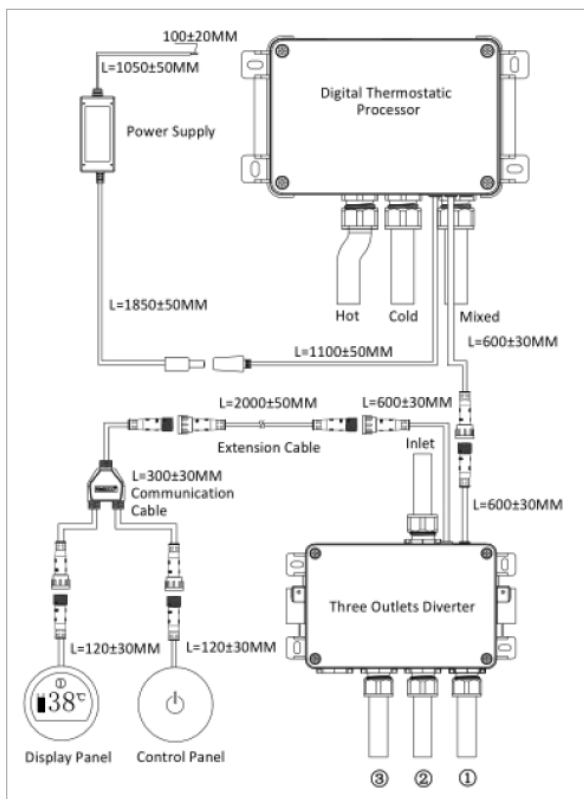 100±20MM
L=1050±50MM
Digital Thermostatic
Processor
Power Supply
L=1850±50MM
Hot
Cold
Mixed
L=600±30MM
L=1100±50MM
L=2000±50MM
L=600±30MM
Extension Cable
Inlet
L=300±30MM
Communication
Cable
L=600±30MM
Three Outlets Diverter
L=120±30MM
L=120±30MM
①
38℃
Display Panel
Control Panel
③
②
①